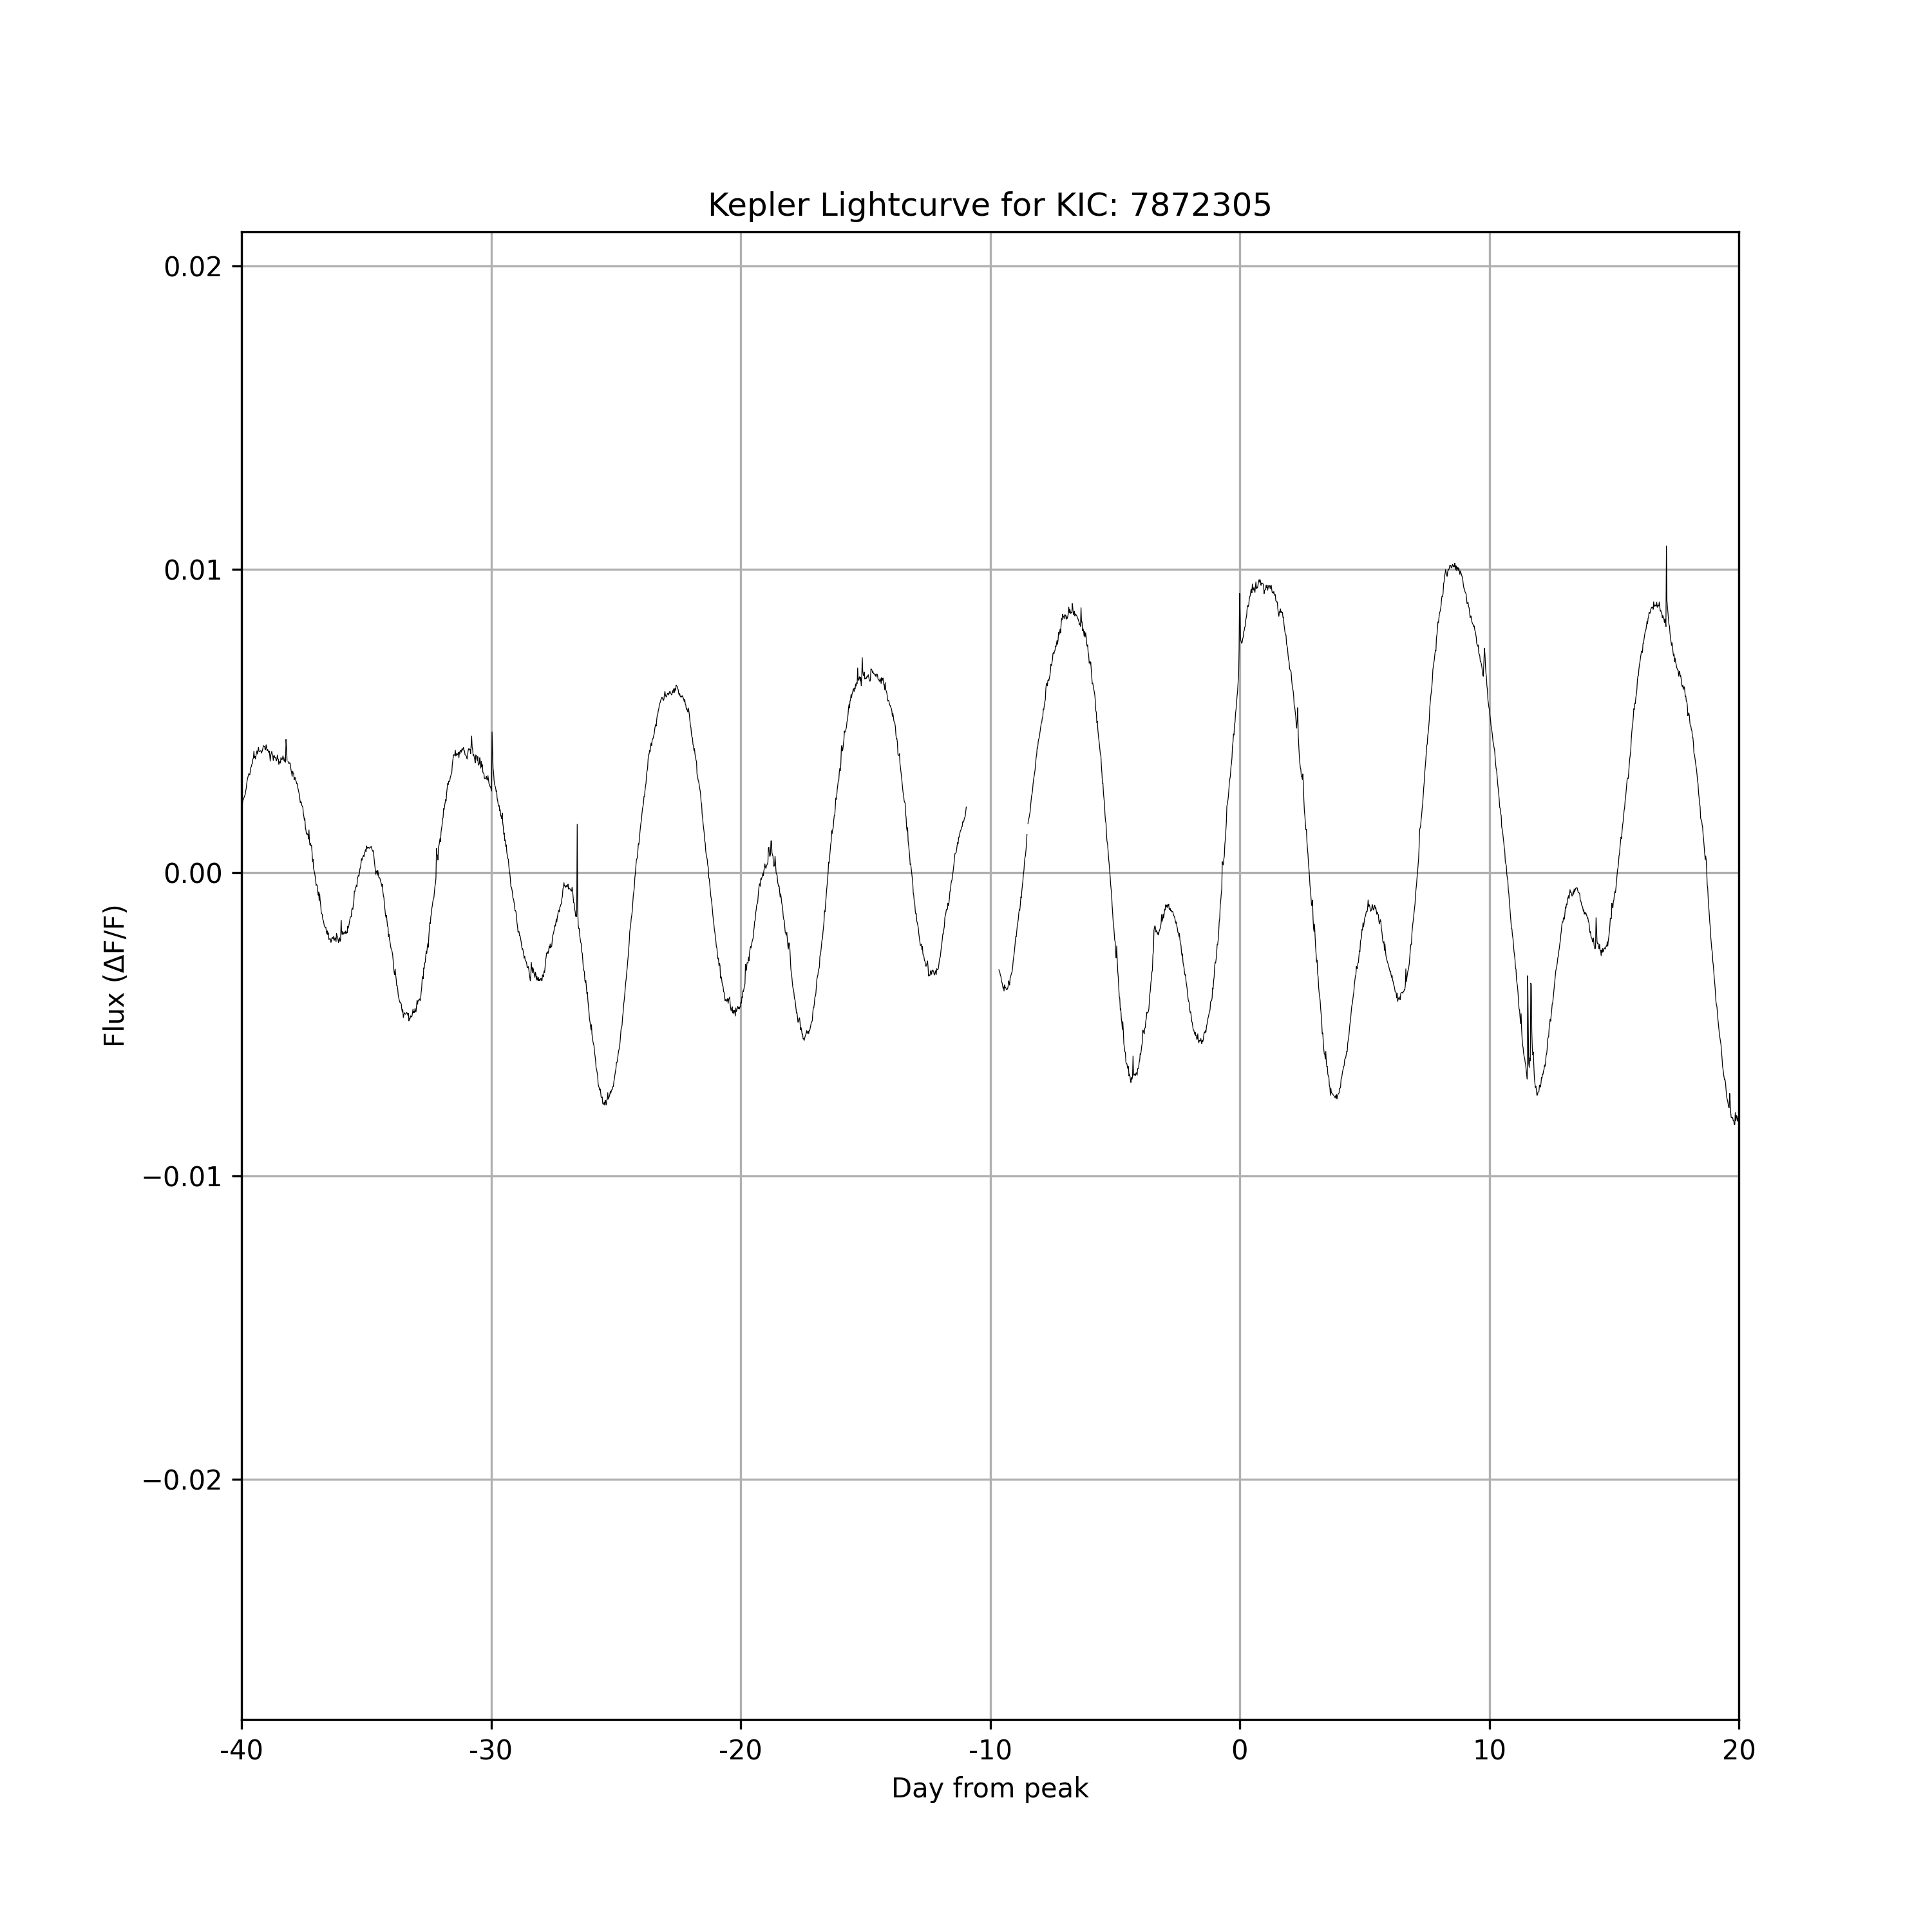 Kepler Lightcurve for KIC: 7872305
0.02
0.01
0.00
−0.01
−0.02
Flux (ΔF/F)
-40 -30 -20 -10 0 10 20
Day from peak